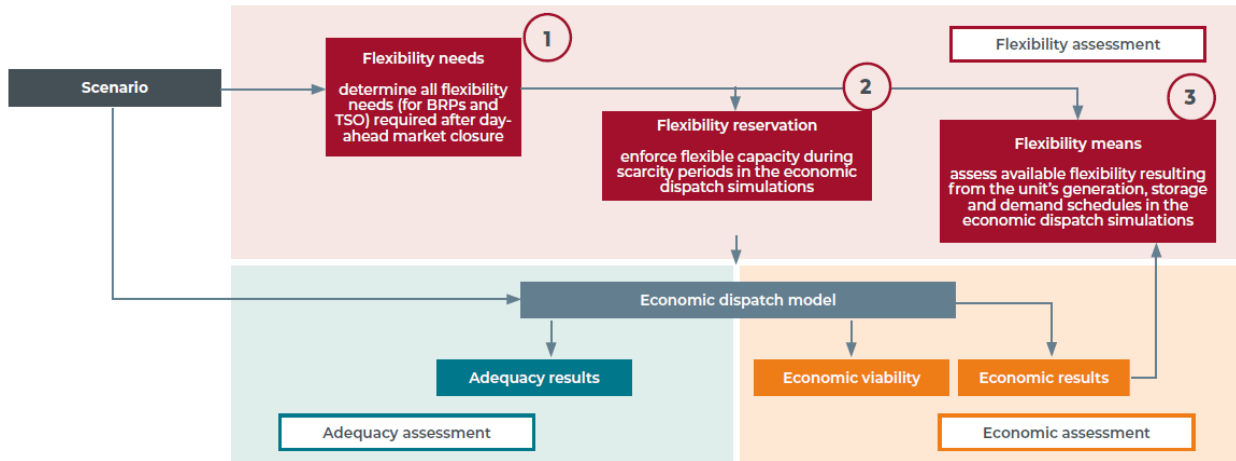 1
Flexibility needs
determine all flexibility
needs (for BRPs and
TSO) required after day-
ahead market closure
Flexibility assessment
Scenario
2
Flexibility reservation
enforce flexible capacity during
scarcity periods in the economic
dispatch simulations
3
Flexibility means
assess available flexibility resulting
from the unit's generation, storage
and demand schedules in the
economic dispatch simulations
Economic dispatch model
Adequacy results
Economic viability
Economic results
Adequacy assessment
Economic assessment